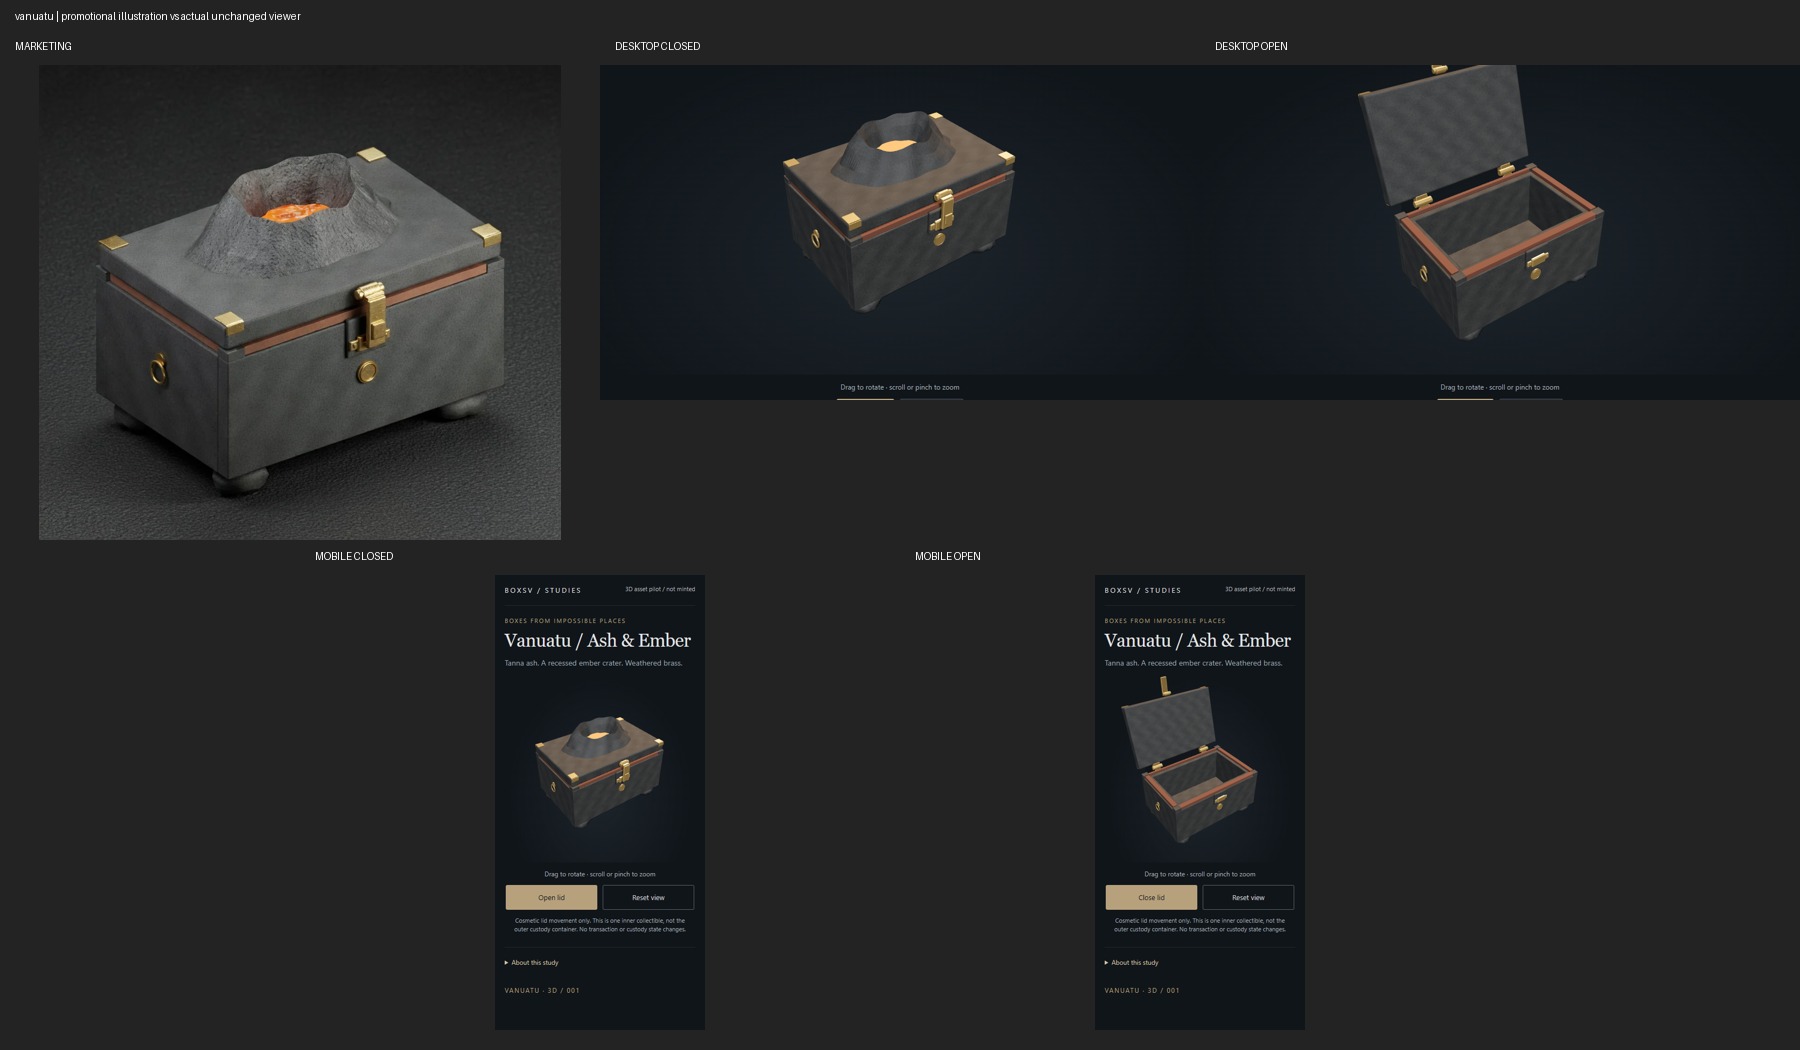 vanuatu | promotional illustration vs actual unchanged viewer
MARKETING
DESKTOP CLOSED
DESKTOP OPEN
Drag to rotate · scroll or pinch to zoom
Drag to rotate · scroll or pinch to zoom
MOBILE CLOSED
MOBILE OPEN
BOXSV / STUDIES
3D asset pilot / not minted
BOXES FROM IMPOSSIBLE PLACES
Vanuatu / Ash & Ember
Tanna ash. A recessed ember crater. Weathered brass.
Drag to rotate · scroll or pinch to zoom
Open lid
Reset view
Cosmetic lid movement only. This is one inner collectible, not the
outer custody container. No transaction or custody state changes.
▸ About this study
VANUATU · 3D / 001
BOXSV / STUDIES
3D asset pilot / not minted
BOXES FROM IMPOSSIBLE PLACES
Vanuatu / Ash & Ember
Tanna ash. A recessed ember crater. Weathered brass.
Drag to rotate · scroll or pinch to zoom
Close lid
Reset view
Cosmetic lid movement only. This is one inner collectible, not the
outer custody container. No transaction or custody state changes.
▸ About this study
VANUATU · 3D / 001